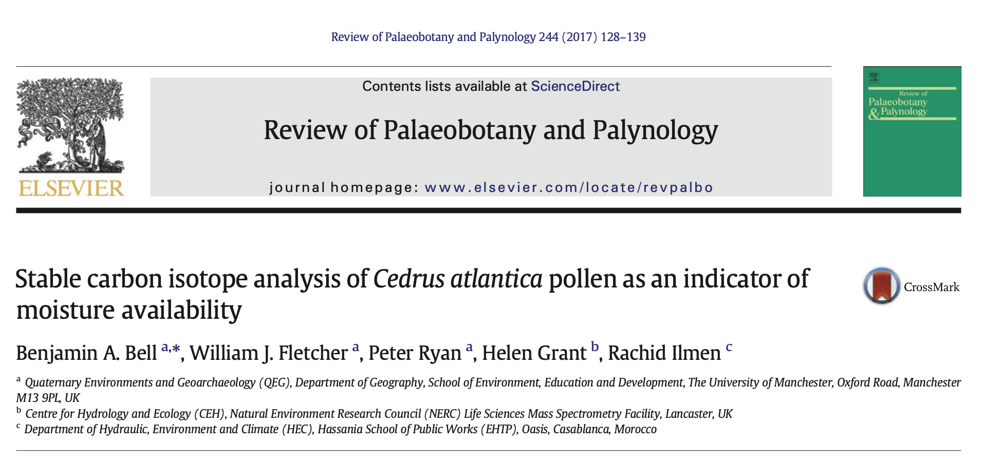 Review of Palaeobotany and Palynology 244 (2017) 128–139
Contents lists available at ScienceDirect
Review of Palaeobotany and Palynology
journal homepage: www.elsevier.com/locate/revpalbo
ELSEVIER
Review of
Palaeobotany
& Palynology
Stable carbon isotope analysis of Cedrus atlantica pollen as an indicator of
moisture availability
CrossMark
Benjamin A. Bell a,*, William J. Fletcher a, Peter Ryan a, Helen Grant b, Rachid Ilmen c
a Quaternary Environments and Geoarchaeology (QEG), Department of Geography, School of Environment, Education and Development, The University of Manchester, Oxford Road, Manchester
M13 9PL, UK
b Centre for Hydrology and Ecology (CEH), Natural Environment Research Council (NERC) Life Sciences Mass Spectrometry Facility, Lancaster, UK
c Department of Hydraulic, Environment and Climate (HEC), Hassania School of Public Works (EHTP), Oasis, Casablanca, Morocco